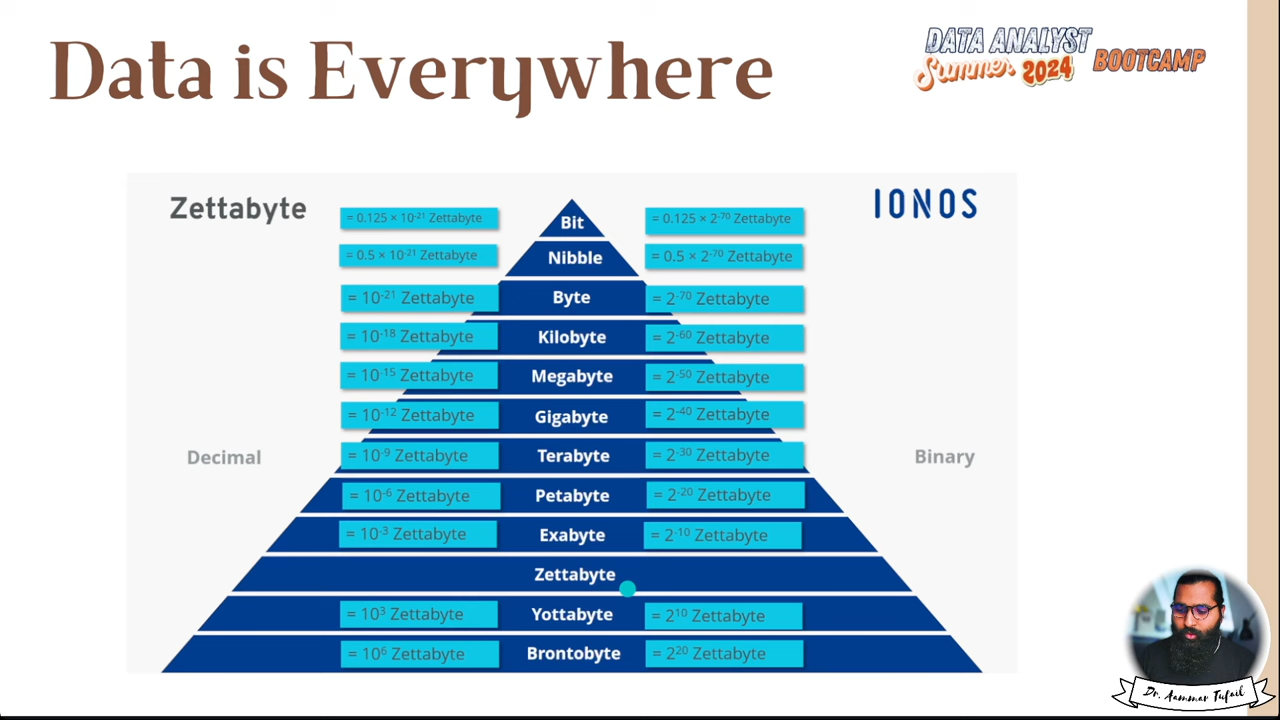 Data is Everywhere
DATA ANALYST
Summer 2024 BOOTCAMP
Zettabyte
IONOS
= 0.125 × 10⁻²¹ Zettabyte Bit = 0.125 × 2⁻⁷⁰ Zettabyte
= 0.5 × 10⁻²¹ Zettabyte Nibble = 0.5 × 2⁻⁷⁰ Zettabyte
= 10⁻²¹ Zettabyte Byte = 2⁻⁷⁰ Zettabyte
= 10⁻¹⁸ Zettabyte Kilobyte = 2⁻⁶⁰ Zettabyte
= 10⁻¹⁵ Zettabyte Megabyte = 2⁻⁵⁰ Zettabyte
= 10⁻¹² Zettabyte Gigabyte = 2⁻⁴⁰ Zettabyte
Decimal = 10⁻⁹ Zettabyte Terabyte = 2⁻³⁰ Zettabyte Binary
= 10⁻⁶ Zettabyte Petabyte = 2⁻²⁰ Zettabyte
= 10⁻³ Zettabyte Exabyte = 2⁻¹⁰ Zettabyte
Zettabyte
= 10³ Zettabyte Yottabyte = 2¹⁰ Zettabyte
= 10⁶ Zettabyte Brontobyte = 2²⁰ Zettabyte
Dr. Aammar Tufail